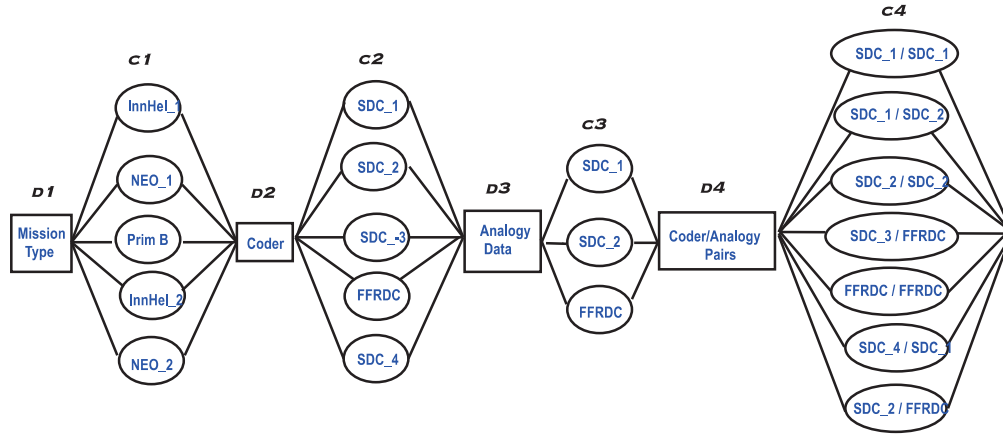 C1
C2
C3
C4
D1
D2
D3
D4
Mission
Type
InnHel_1
NEO_1
Prim B
InnHel_2
NEO_2
Coder
SDC_1
SDC_2
SDC_-3
FFRDC
SDC_4
Analogy
Data
SDC_1
SDC_2
FFRDC
Coder/Analogy
Pairs
SDC_1 / SDC_1
SDC_1 / SDC_2
SDC_2 / SDC_2
SDC_3 / FFRDC
FFRDC / FFRDC
SDC_4 / SDC_1
SDC_2 / FFRDC